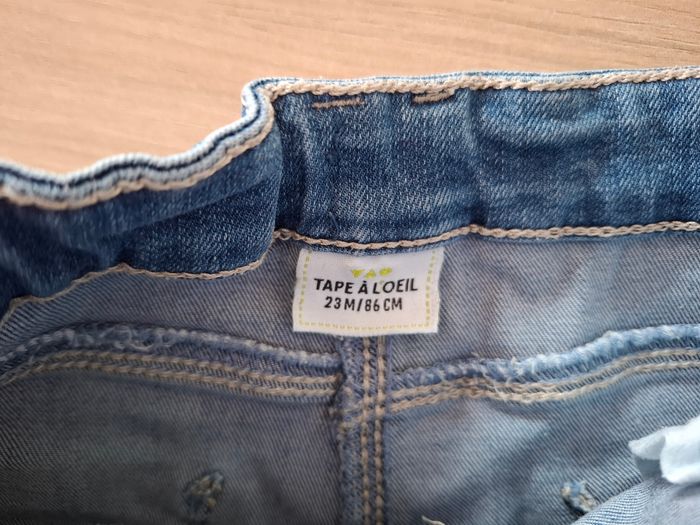 TAO
TAPE À L'OEIL
23M/86CM